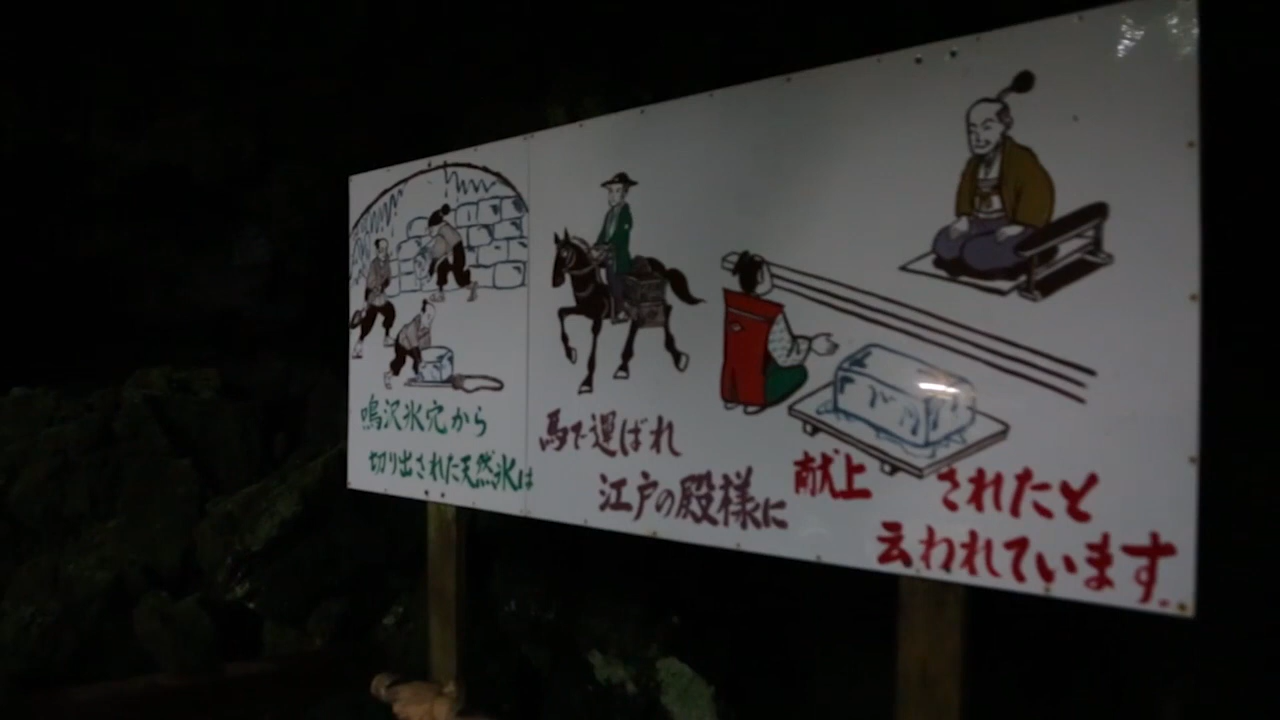 鳴沢氷穴から
切り出された天然氷は
馬で運ばれ
江戸の殿様に
献上されたと
云われています。